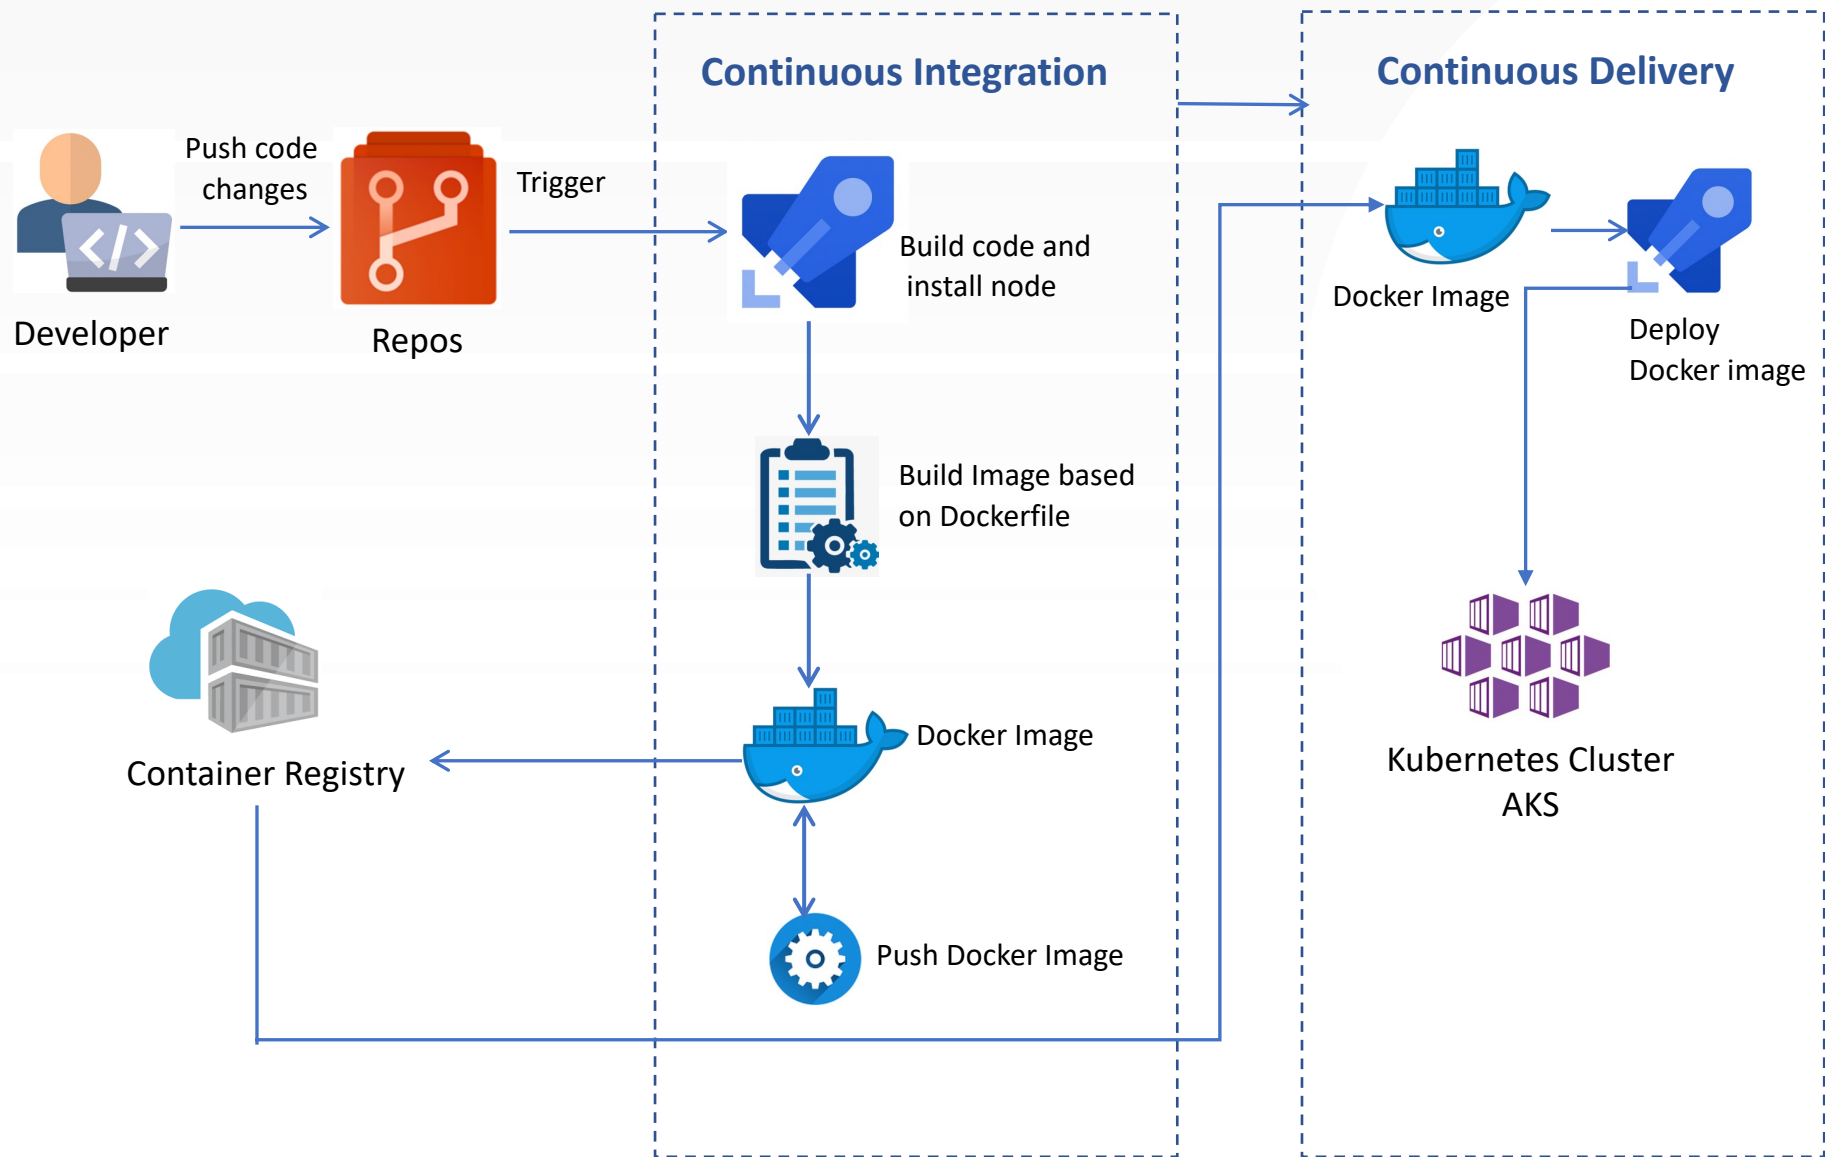 Continuous Integration
Continuous Delivery
Push code
changes
Trigger
Developer
Repos
Build code and
install node
Build Image based
on Dockerfile
Docker Image
Push Docker Image
Container Registry
Docker Image
Deploy
Docker image
Kubernetes Cluster
AKS